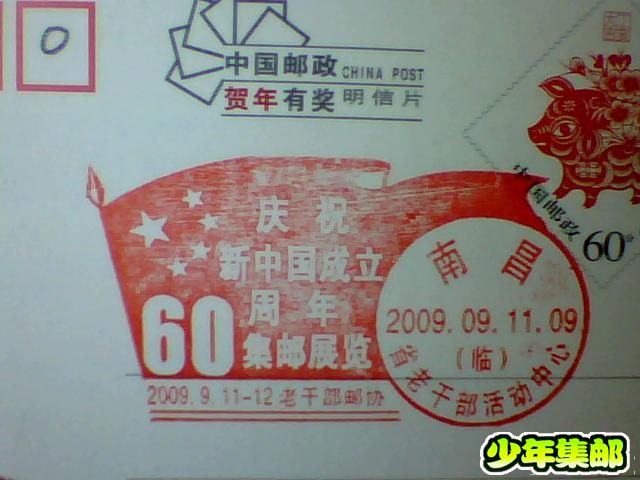 0
中国邮政 CHINA POST
贺年有奖明信片
中国邮政 60
庆祝
新中国成立
60周年
集邮展览
2009.9.11-12老干部邮协
南昌
2009.09.11.09
（临）
省老干部活动中心
少年集邮